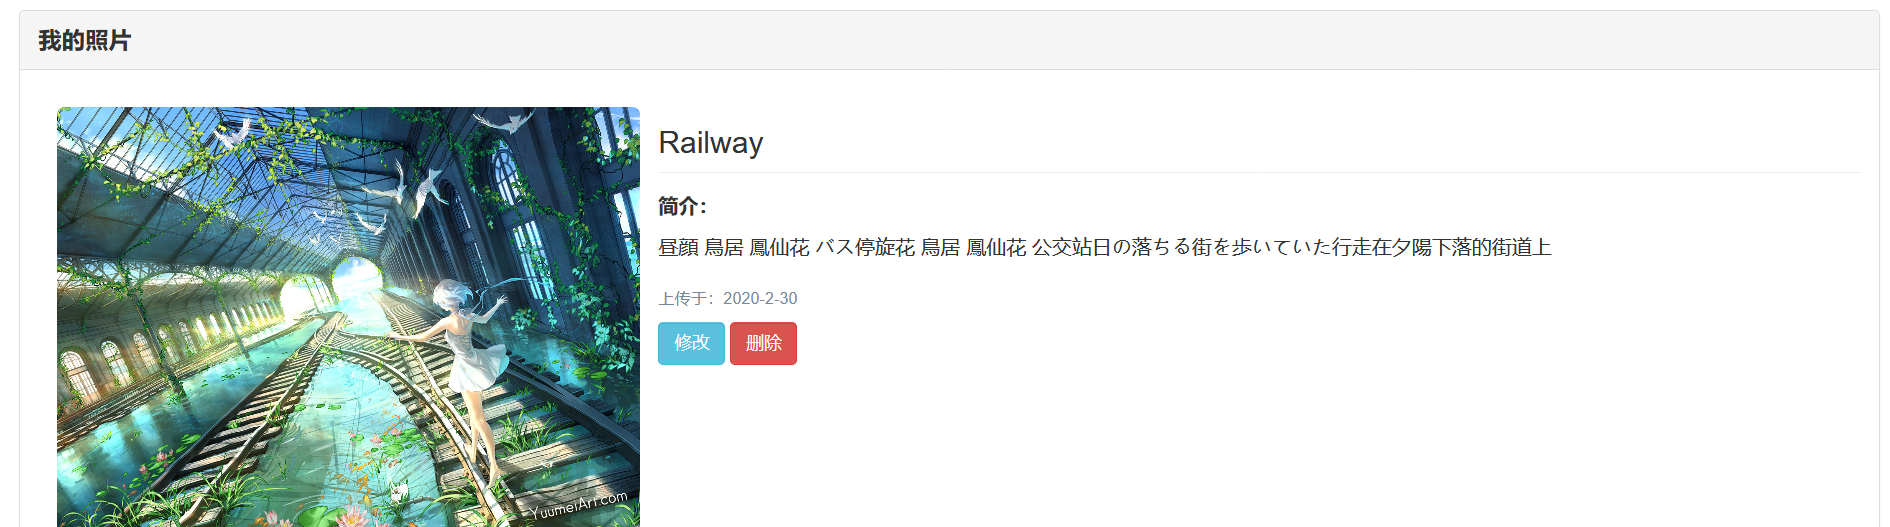 我的照片
Railway
简介：
昼顔 鳥居 鳳仙花 バス停旋花 鳥居 鳳仙花 公交站日の落ちる街を歩いていた行走在夕陽下落的街道上
上传于：2020-2-30
修改 删除
YuumeiArt.com